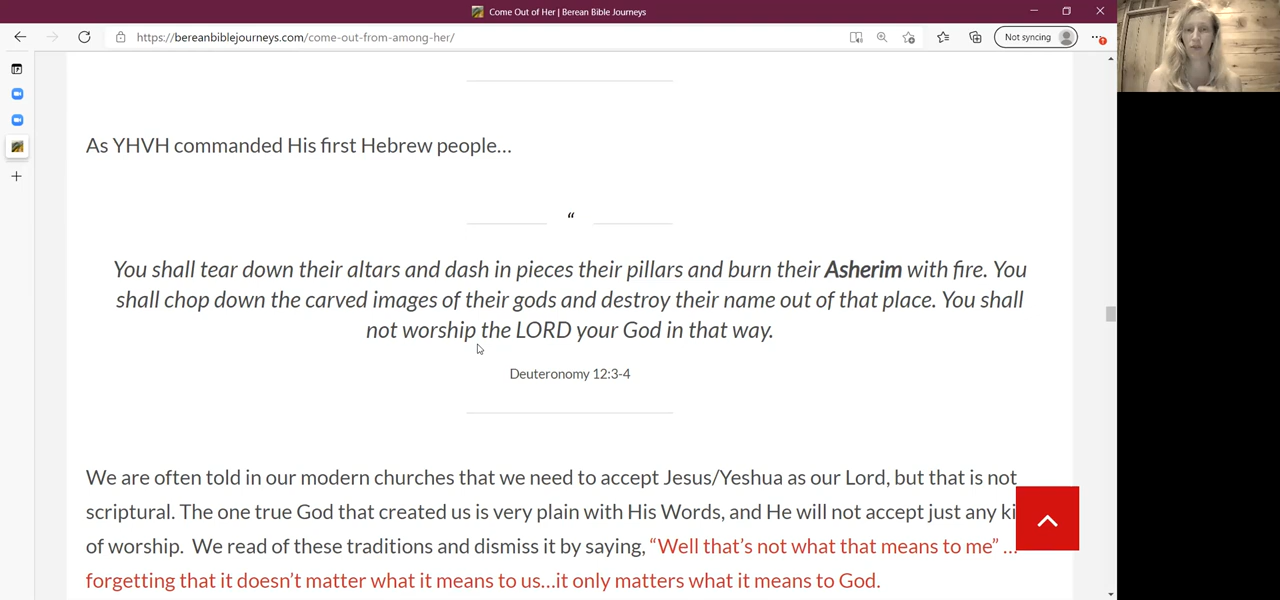 Come Out of Her | Berean Bible Journeys
https://bereanbiblejourneys.com/come-out-from-among-her/
Not syncing
As YHVH commanded His first Hebrew people...
“
You shall tear down their altars and dash in pieces their pillars and burn their Asherim with fire. You
shall chop down the carved images of their gods and destroy their name out of that place. You shall
not worship the LORD your God in that way.
Deuteronomy 12:3-4
We are often told in our modern churches that we need to accept Jesus/Yeshua as our Lord, but that is not
scriptural. The one true God that created us is very plain with His Words, and He will not accept just any ki
of worship. We read of these traditions and dismiss it by saying, “Well that’s not what that means to me” ...
forgetting that it doesn’t matter what it means to us...it only matters what it means to God.